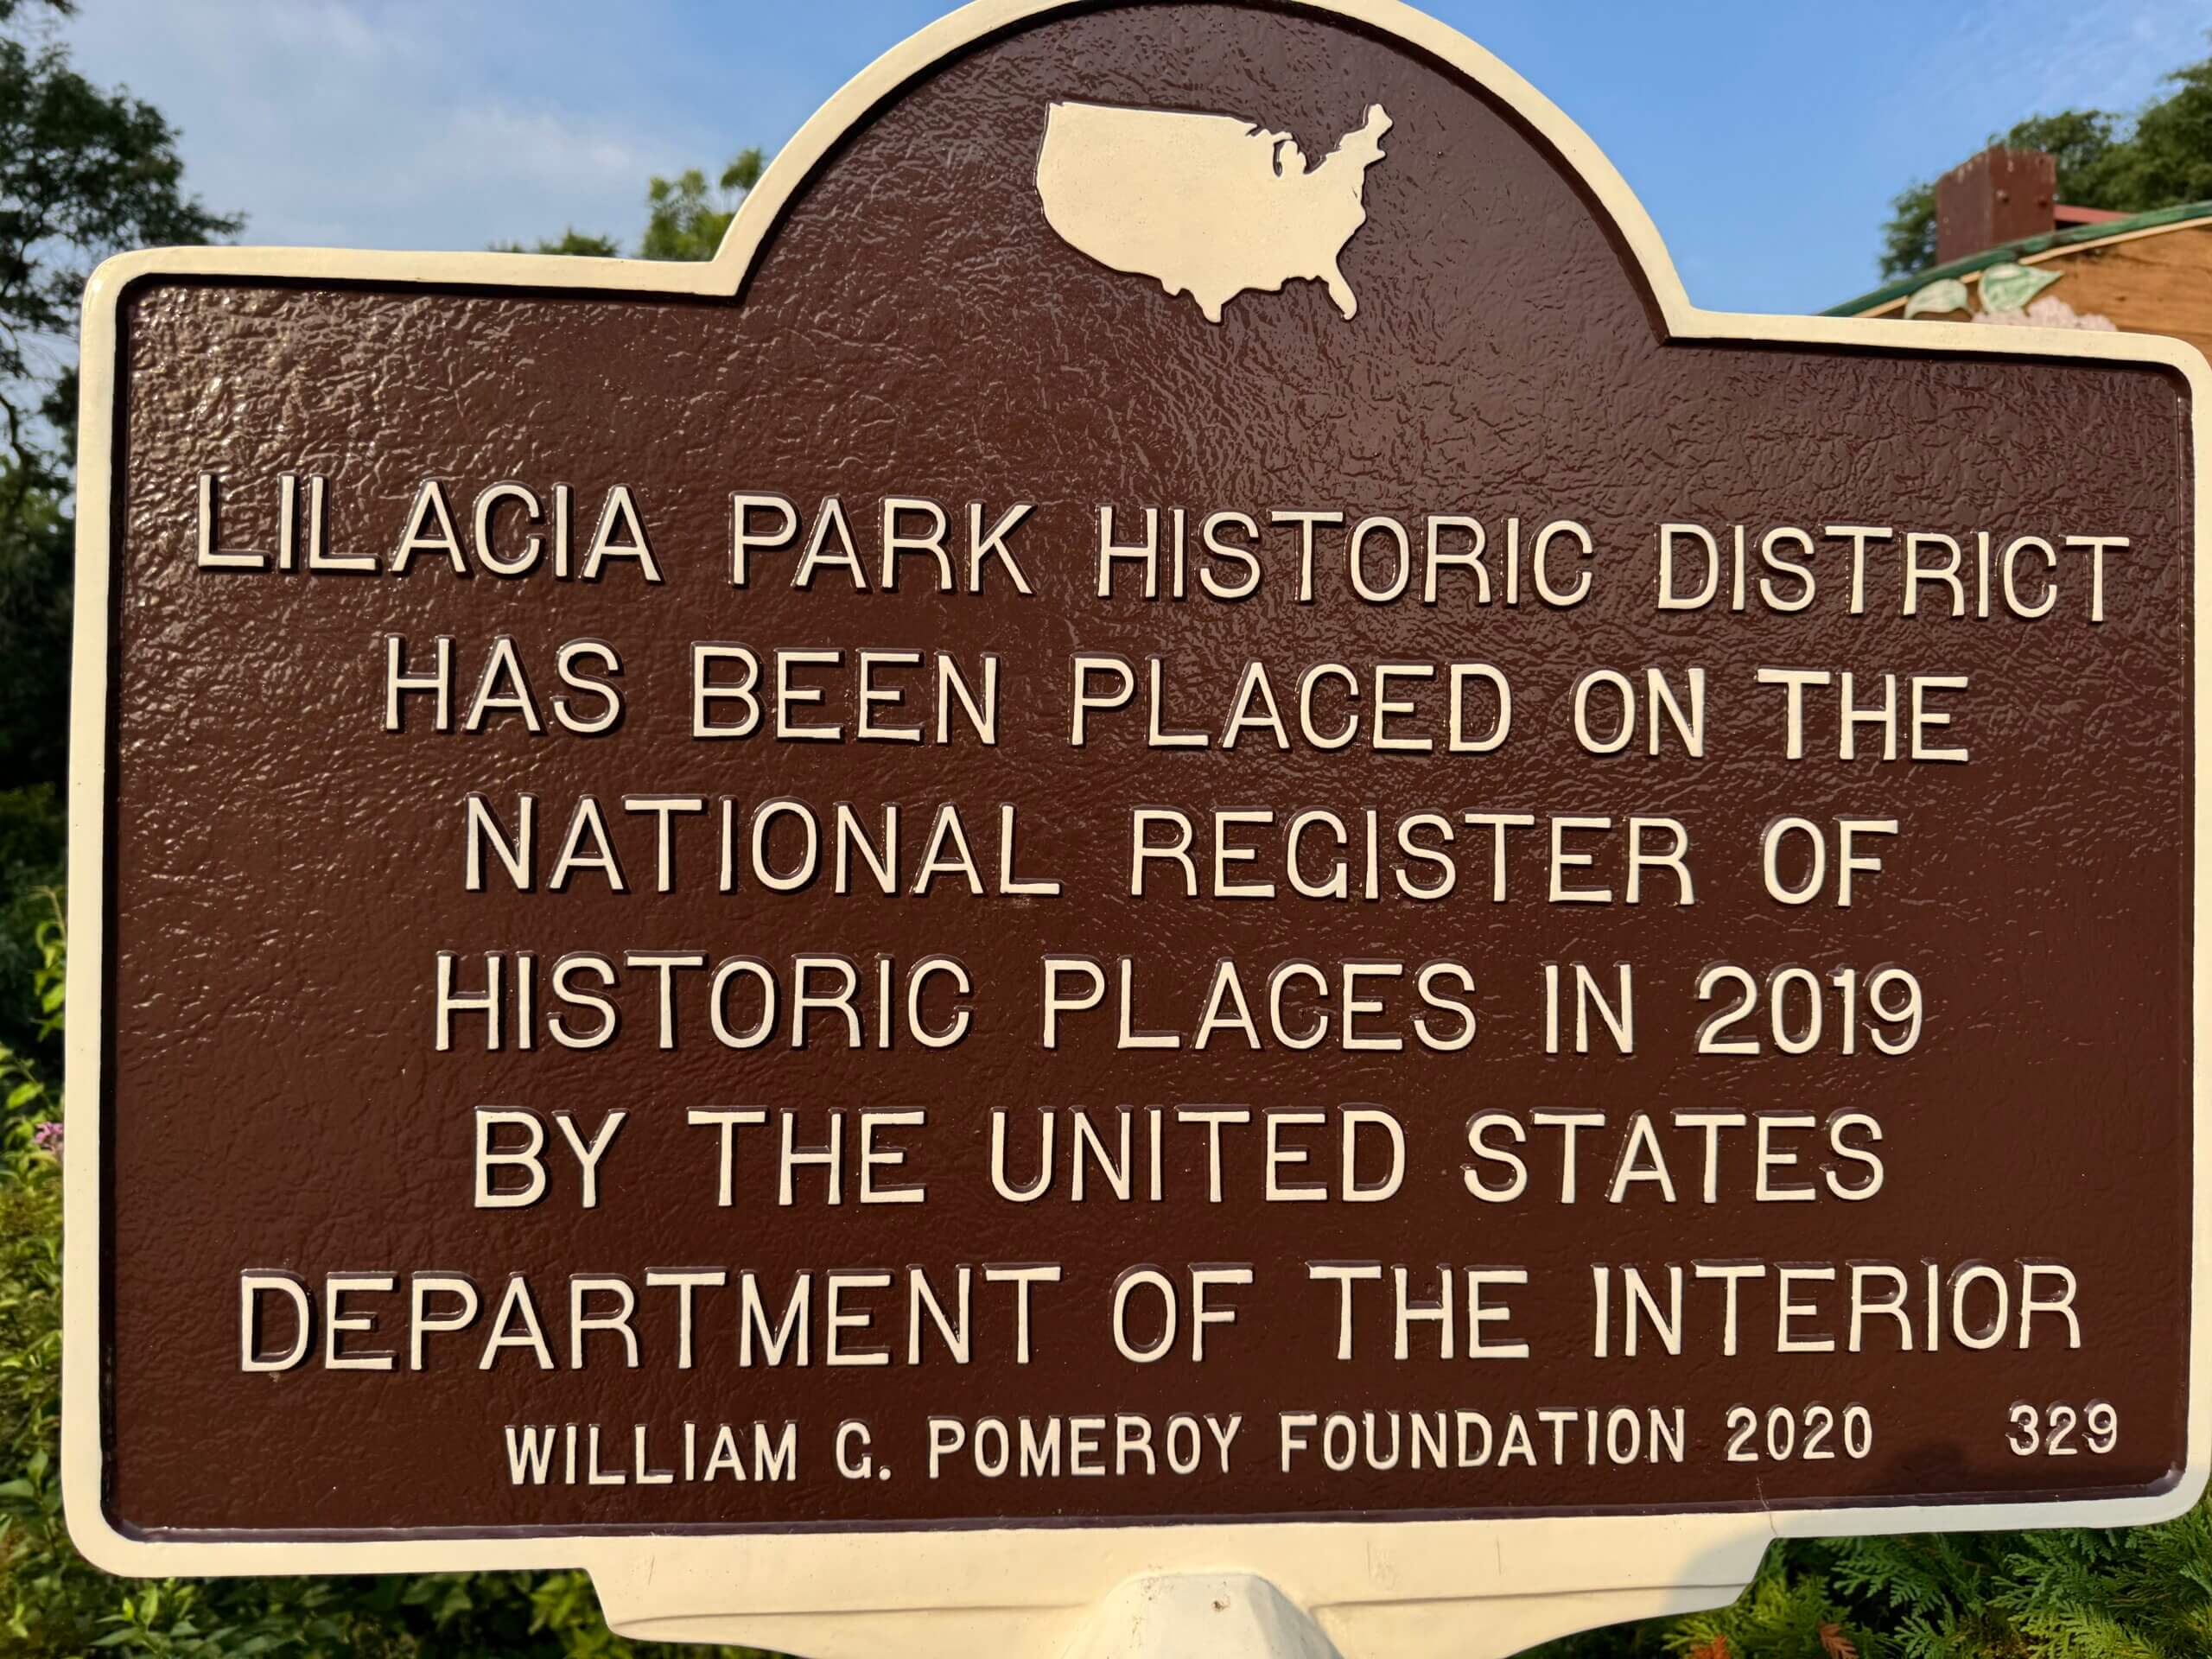 LILACIA PARK HISTORIC DISTRICT
HAS BEEN PLACED ON THE
NATIONAL REGISTER OF
HISTORIC PLACES IN 2019
BY THE UNITED STATES
DEPARTMENT OF THE INTERIOR
WILLIAM G. POMEROY FOUNDATION 2020 329